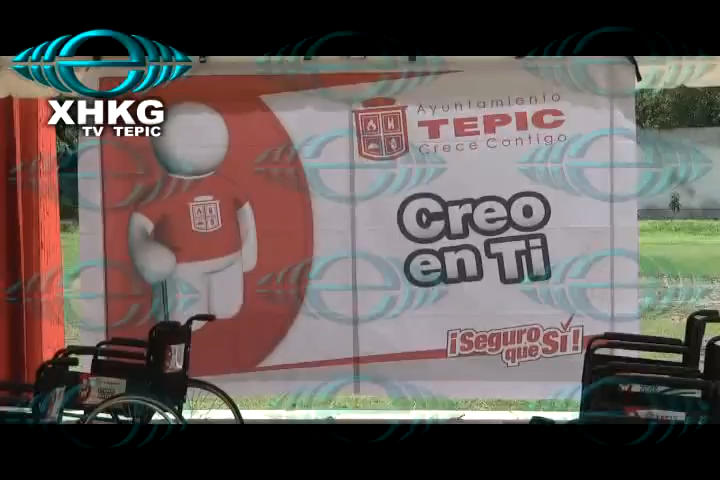 XHKG
TV TEPIC
Ayuntamiento
TEPIC
Crece Contigo
Creo
en Ti
¡Seguro
que Sí!